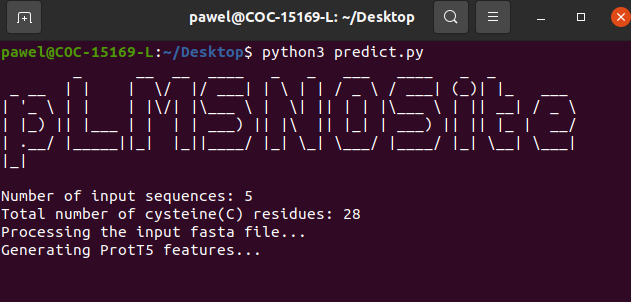 pawel@COC-15169-L: ~/Desktop
pawel@COC-15169-L:~/Desktop$ python3 predict.py
pLMSNOSite
Number of input sequences: 5
Total number of cysteine(C) residues: 28
Processing the input fasta file...
Generating ProtT5 features...